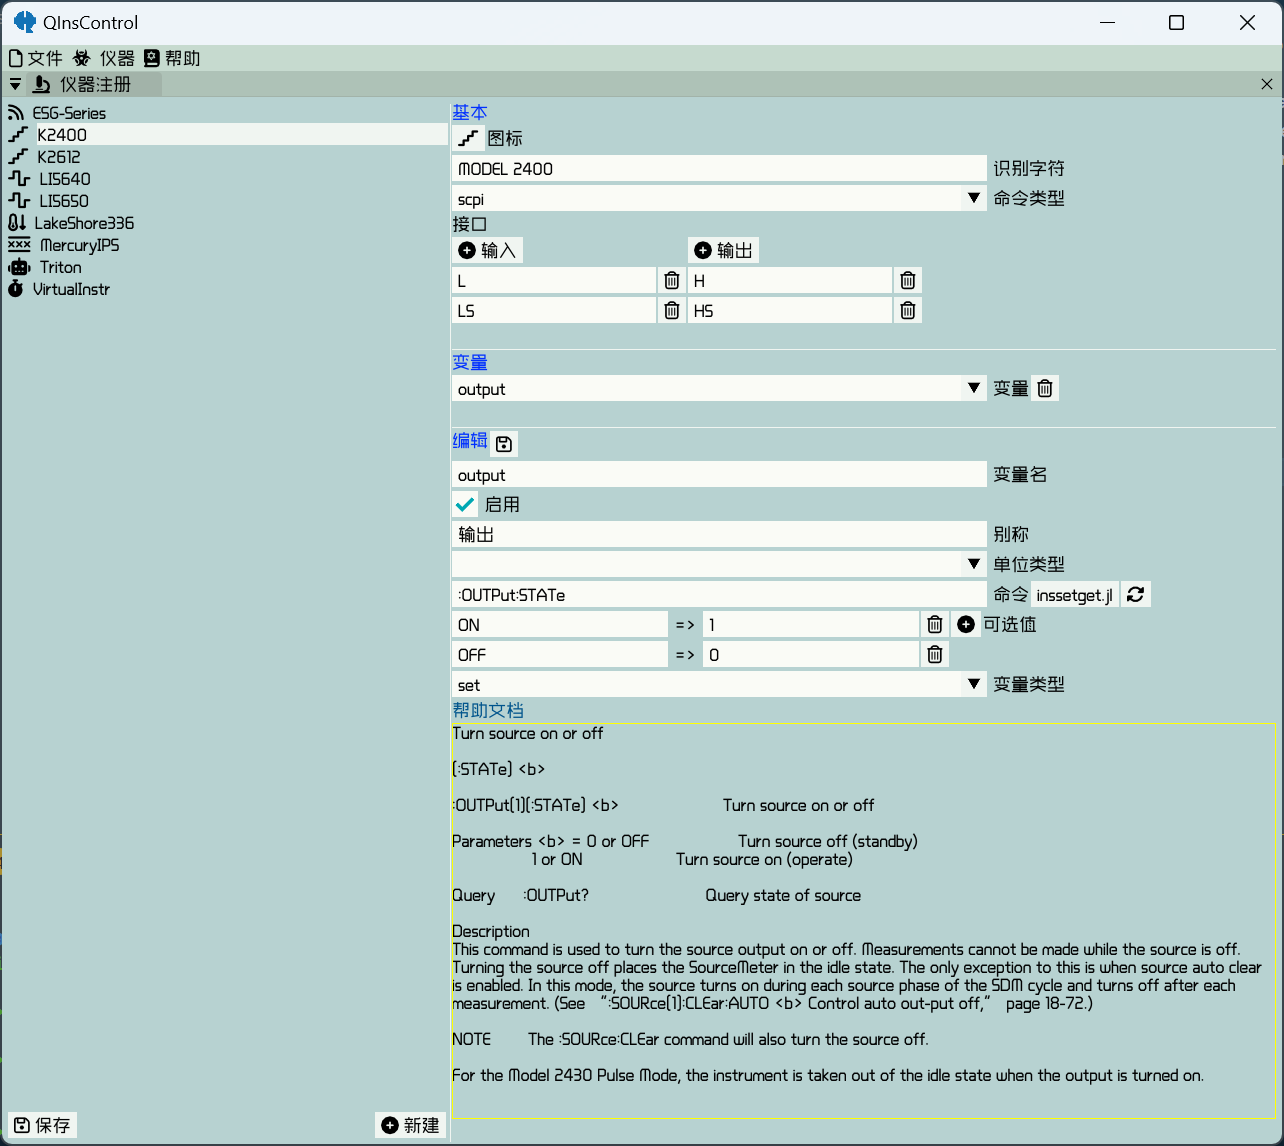 QInsControl
文件 仪器 帮助
仪器注册
ESG-Series
K2400
K2612
LI5640
LI5650
LakeShore336
MercuryIPS
Triton
VirtualInstr
保存
新建
基本
图标
MODEL 2400 识别字符
scpi 命令类型
接口
输入 输出
L H
LS HS
变量
output 变量
编辑
output 变量名
启用
输出 别称
单位类型
:OUTPut:STATe 命令 inssetget.jl
ON => 1 可选值
OFF => 0
set 变量类型
帮助文档
Turn source on or off
[:STATe] <b>
:OUTPut[1][:STATe] <b> Turn source on or off
Parameters <b> = 0 or OFF Turn source off (standby)
1 or ON Turn source on (operate)
Query :OUTPut? Query state of source
Description
This command is used to turn the source output on or off. Measurements cannot be made while the source is off.
Turning the source off places the SourceMeter in the idle state. The only exception to this is when source auto clear
is enabled. In this mode, the source turns on during each source phase of the SDM cycle and turns off after each
measurement. (See “:SOURce[1]:CLEar:AUTO <b> Control auto out-put off,” page 18-72.)
NOTE The :SOURce:CLEar command will also turn the source off.
For the Model 2430 Pulse Mode, the instrument is taken out of the idle state when the output is turned on.